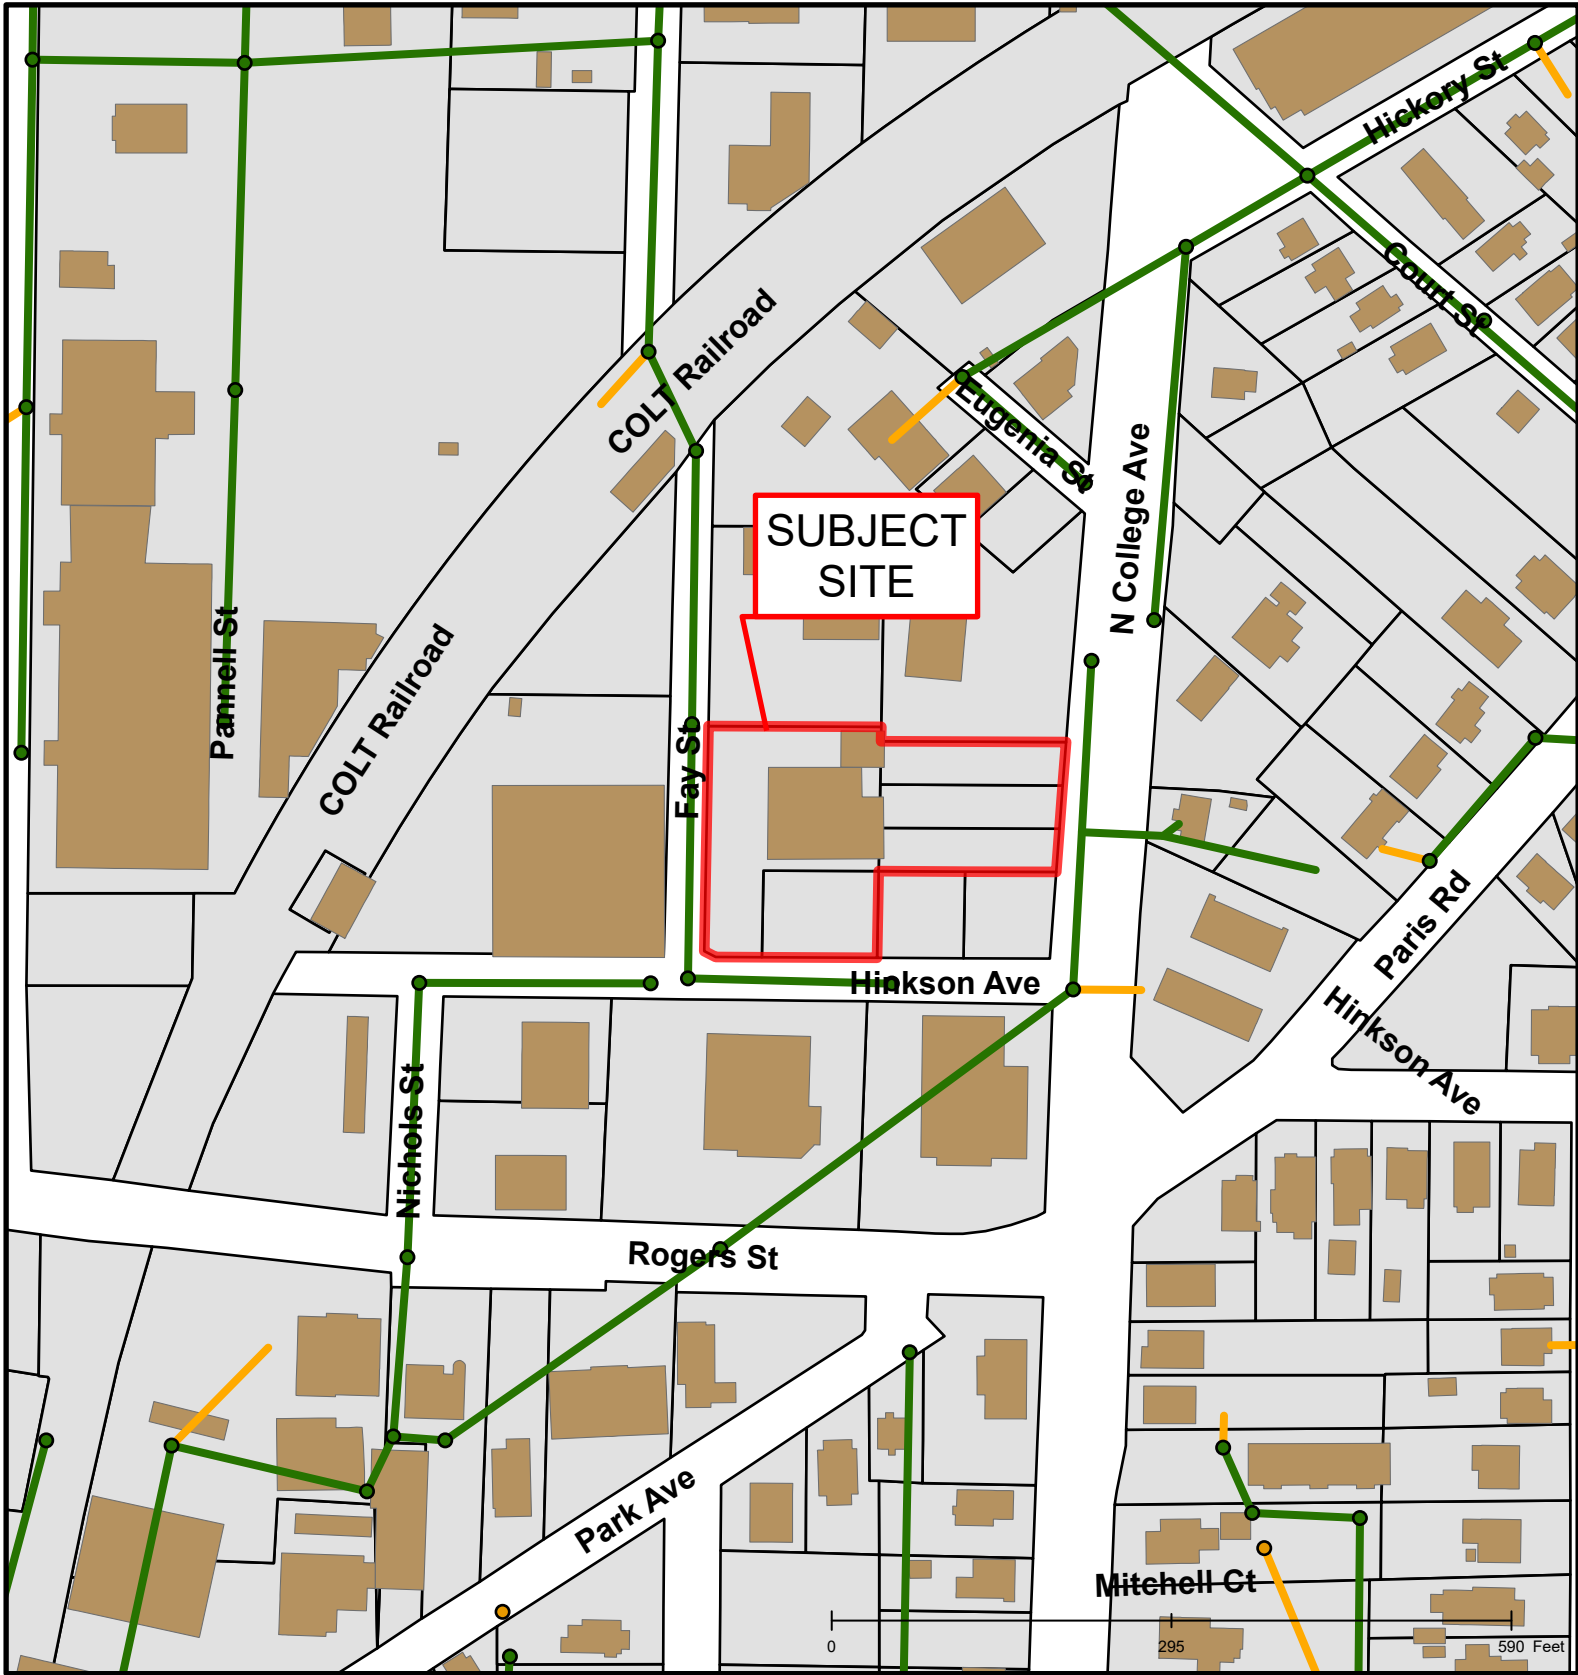 Hickory St
Court St
COLT Railroad
Eugenia St
N College Ave
SUBJECT
SITE
Pannell St
COLT Railroad
Fay St
Paris Rd
Hinkson Ave
Hinkson Ave
Nichols St
Rogers St
Park Ave
Mitchell Ct
0 295 590 Feet